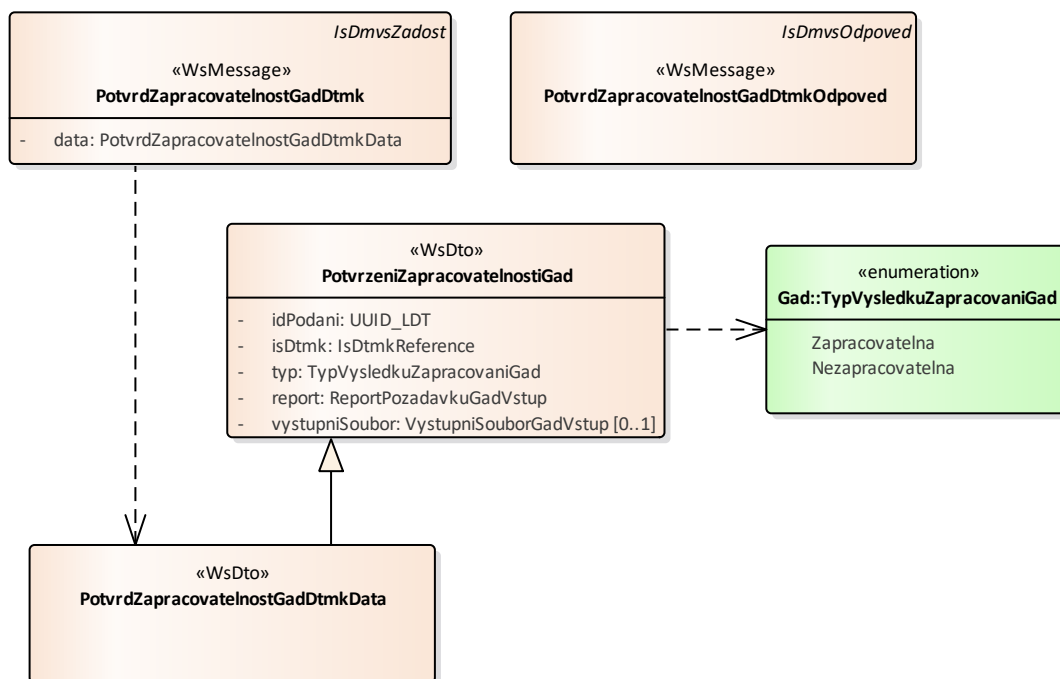 IsDmvsZadost
«WsMessage»
PotvrdZapracovatelnostGadDtmk
- data: PotvrdZapracovatelnostGadDtmkData
IsDmvsOdpoved
«WsMessage»
PotvrdZapracovatelnostGadDtmkOdpoved
«WsDto»
PotvrzeniZapracovatelnostiGad
- idPodani: UUID_LDT
- isDtmk: IsDtmkReference
- typ: TypVysledkuZapracovaniGad
- report: ReportPozadavkuGadVstup
- vystupniSoubor: VystupniSouborGadVstup [0..1]
«enumeration»
Gad::TypVysledkuZapracovaniGad
Zapracovatelna
Nezapracovatelna
«WsDto»
PotvrdZapracovatelnostGadDtmkData